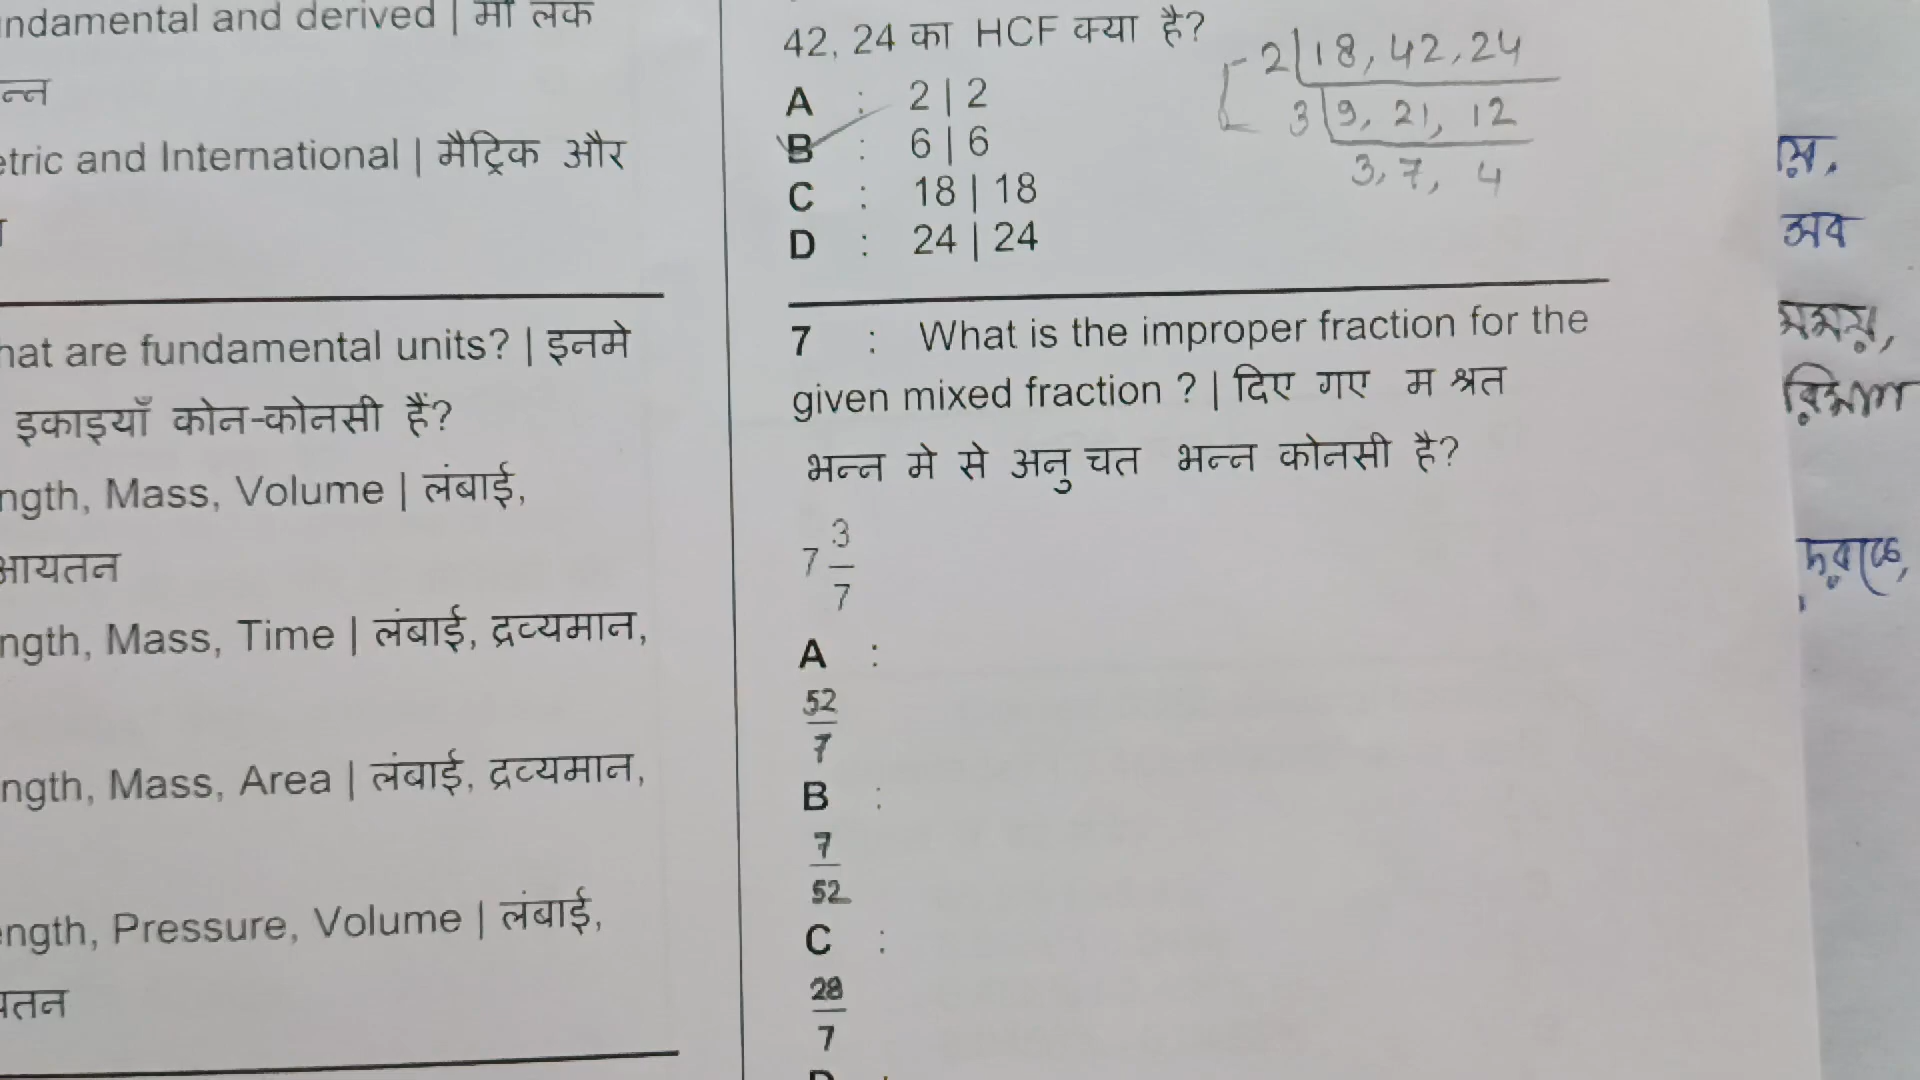 ndamental and derived | मौ लक
न्न
etric and International | मैट्रिक और
hat are fundamental units? | इनमे
इकाइयाँ कोन-कोनसी हैं?
ngth, Mass, Volume | लंबाई,
आयतन
ngth, Mass, Time | लंबाई, द्रव्यमान,
ngth, Mass, Area | लंबाई, द्रव्यमान,
ength, Pressure, Volume | लंबाई,
यतन
42, 24 का HCF क्या है?
A : 2 | 2
B : 6 | 6
C : 18 | 18
D : 24 | 24
2 18, 42, 24
3 9, 21, 12
3, 7, 4
7 : What is the improper fraction for the
given mixed fraction ? | दिए गए म श्रत
भन्न मे से अनु चत भन्न कोनसी है?
7 3/7
A :
52/7
B :
7/52
C :
28/7
D :
अव